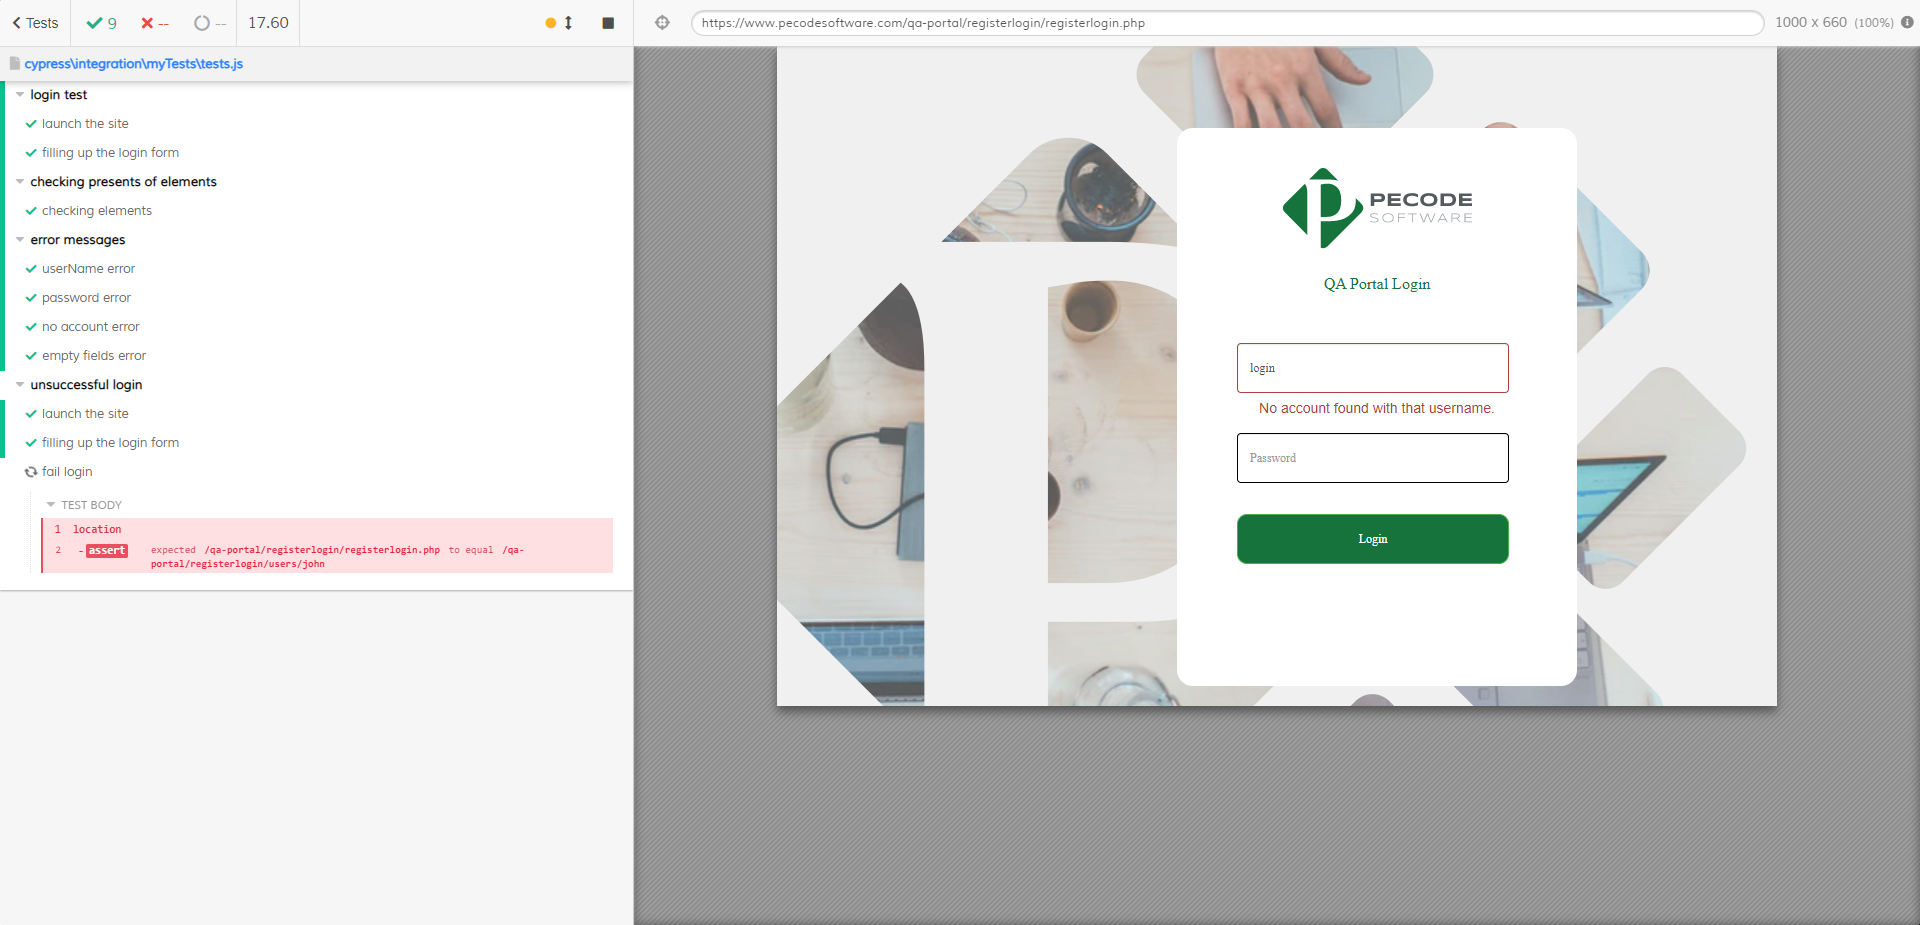 Tests 9 -- -- 17.60
https://www.pecodesoftware.com/qa-portal/registerlogin/registerlogin.php 1000 x 660 (100%)
cypress\integration\myTests\tests.js
login test
launch the site
filling up the login form
checking presents of elements
checking elements
error messages
userName error
password error
no account error
empty fields error
unsuccessful login
launch the site
filling up the login form
fail login
TEST BODY
1 location
2 -assert expected /qa-portal/registerlogin/registerlogin.php to equal /qa-
portal/registerlogin/users/john
PECODE
SOFTWARE
QA Portal Login
login
No account found with that username.
Password
Login